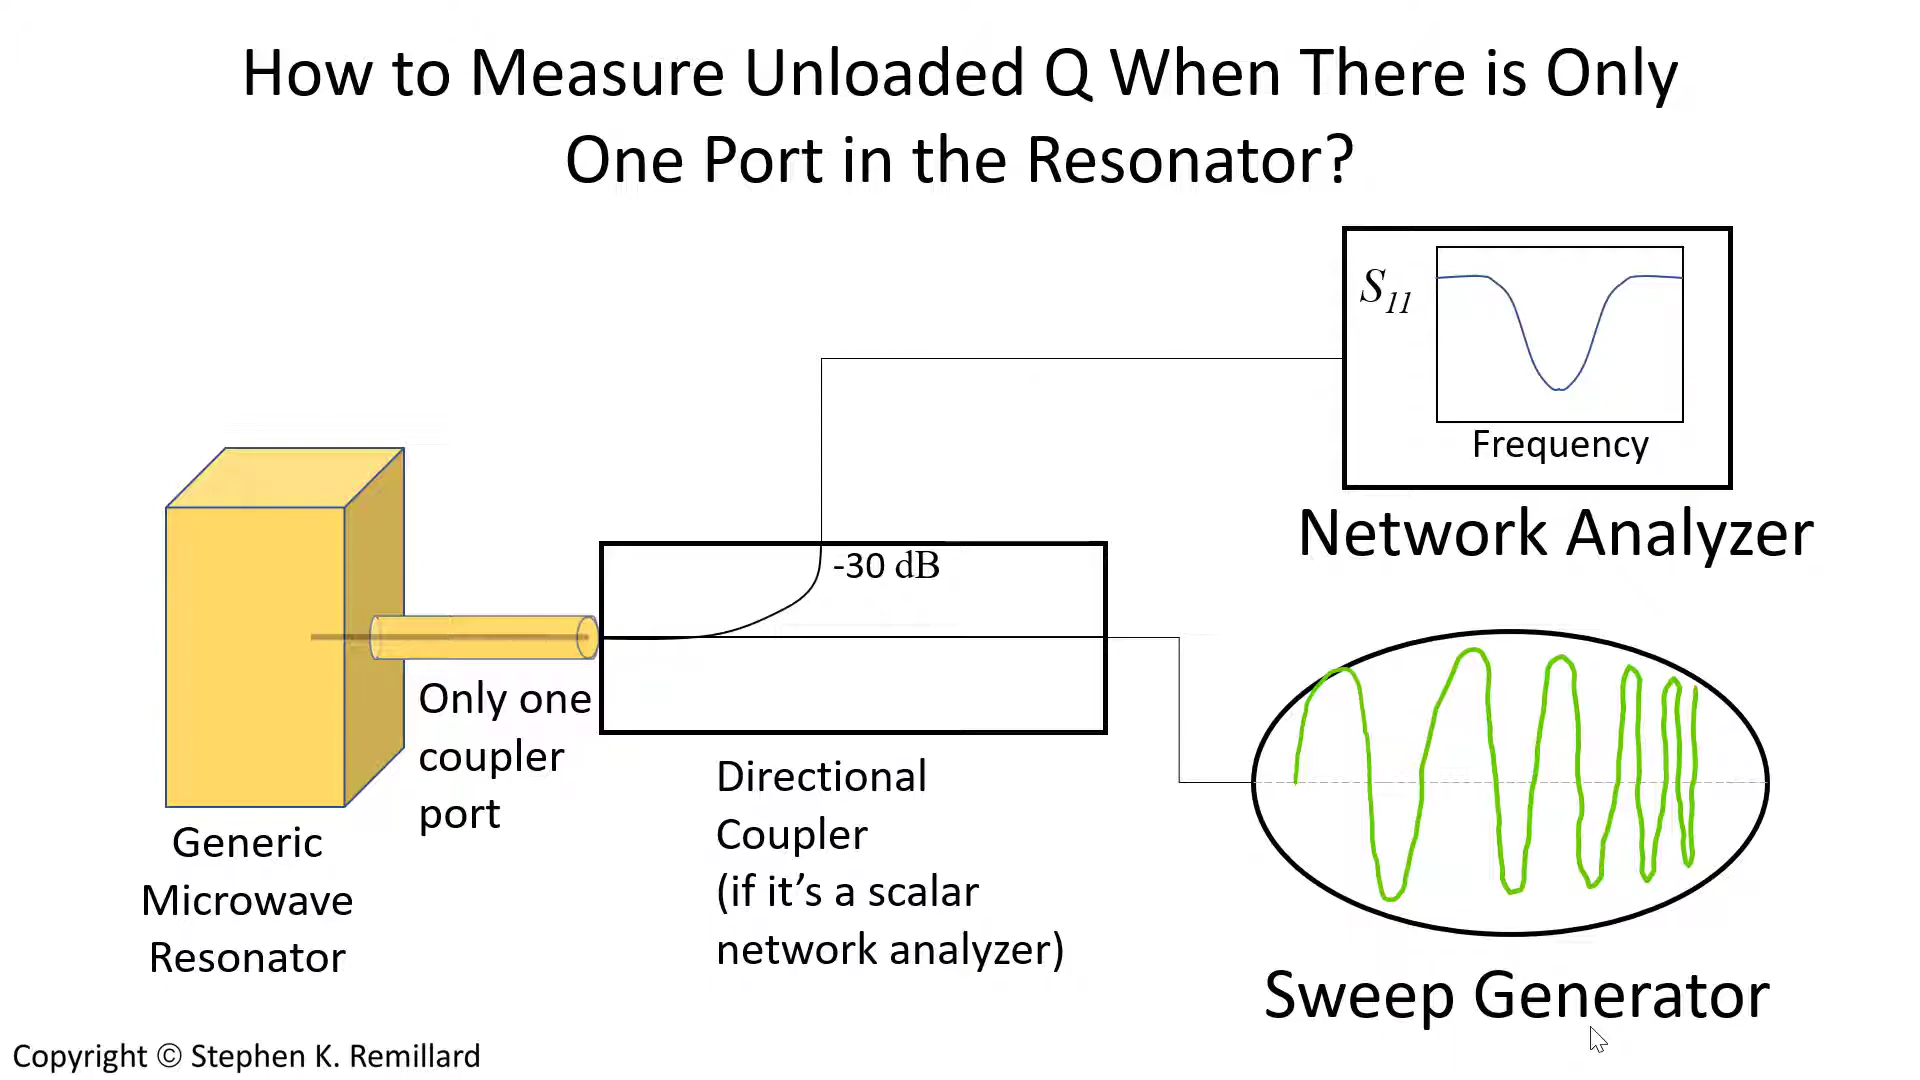 How to Measure Unloaded Q When There is Only
One Port in the Resonator?
S11
Frequency
Network Analyzer
-30 dB
Only one
coupler
port
Generic
Microwave
Resonator
Directional
Coupler
(if it’s a scalar
network analyzer)
Sweep Generator
Copyright © Stephen K. Remillard